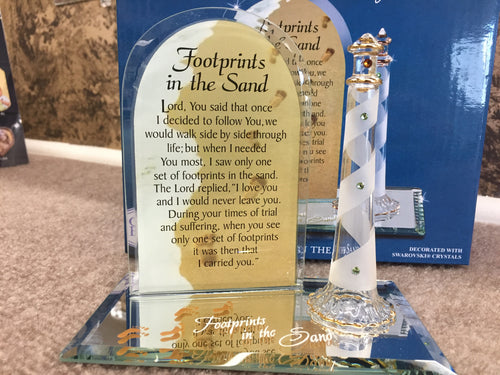 Footprints
in the Sand
Lord, You said that once
I decided to follow You, we
would walk side by side through
life; but when I needed
You most, I saw only one
set of footprints in the sand.
The Lord replied, "I love you
and I would never leave you.
During your times of trial
and suffering, when you see
only one set of footprints
it was then that
I carried you."
Footprints
in the Sand
DECORATED WITH
SWAROVSKI® CRYSTALS